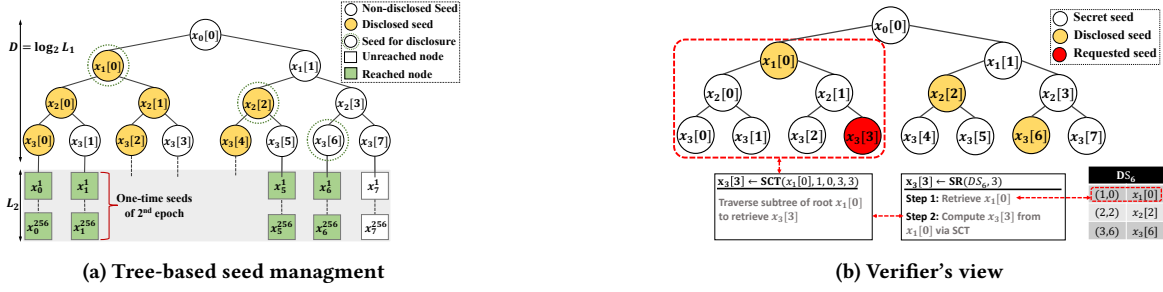 D = log₂ L₁
x₀[0]
x₁[0]
x₁[1]
x₂[0]
x₂[1]
x₂[2]
x₂[3]
x₃[0]
x₃[1]
x₃[2]
x₃[3]
x₃[4]
x₃[5]
x₃[6]
x₃[7]
Non-disclosed Seed
Disclosed seed
Seed for disclosure
Unreached node
Reached node
L₂
x₀¹
x₁¹
x₅¹
x₆¹
x₇¹
One-time seeds
of 2nd epoch
x₀²⁵⁶
x₁²⁵⁶
x₅²⁵⁶
x₆²⁵⁶
x₇²⁵⁶
(a) Tree-based seed managment
x₀[0]
x₁[0]
x₁[1]
x₂[0]
x₂[1]
x₂[2]
x₂[3]
x₃[0]
x₃[1]
x₃[2]
x₃[3]
x₃[4]
x₃[5]
x₃[6]
x₃[7]
Secret seed
Disclosed seed
Requested seed
x₃[3] ← SCT(x₁[0], 1, 0, 3, 3)
Traverse subtree of root x₁[0]
to retrieve x₃[3]
x₃[3] ← SR(DS₆, 3)
Step 1: Retrieve x₁[0]
Step 2: Compute x₃[3] from
x₁[0] via SCT
DS₆
(1,0) x₁[0]
(2,2) x₂[2]
(3,6) x₃[6]
(b) Verifier's view